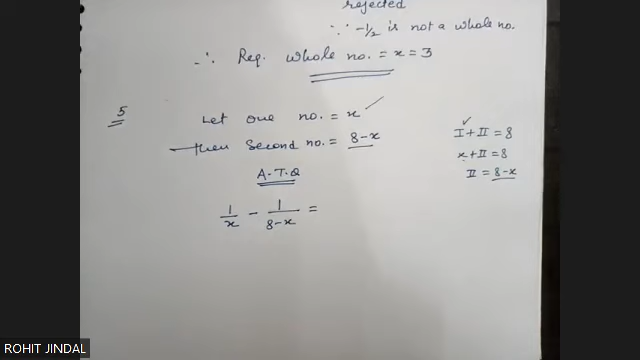 rejected
∵ -1/2 is not a whole no.
∴ Req. whole no. = x = 3
5
Let one no. = x
then second no. = 8-x
A.T.Q
1/x - 1/8-x =
I + II = 8
x + II = 8
II = 8-x
ROHIT JINDAL